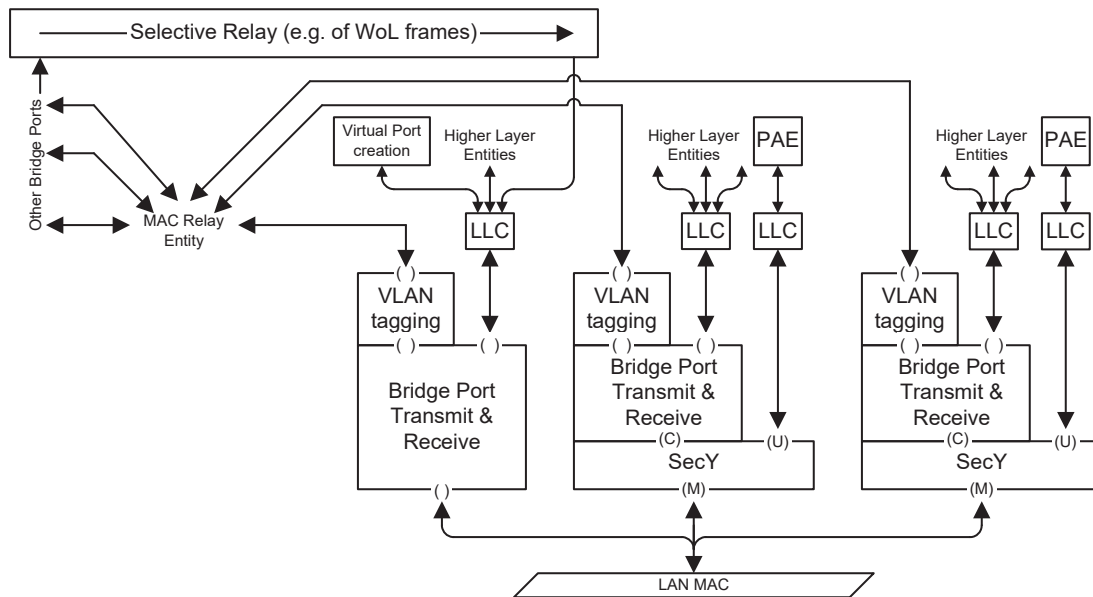 Selective Relay (e.g. of WoL frames)
Other Bridge Ports
MAC Relay
Entity
Virtual Port
creation
Higher Layer
Entities
LLC
Higher Layer
Entities
PAE
LLC
LLC
Higher Layer
Entities
PAE
LLC
LLC
( )
VLAN
tagging
( )
( )
Bridge Port
Transmit &
Receive
( )
( )
VLAN
tagging
( )
( )
Bridge Port
Transmit &
Receive
(C)
(U)
SecY
(M)
( )
VLAN
tagging
( )
( )
Bridge Port
Transmit &
Receive
(C)
(U)
SecY
(M)
LAN MAC